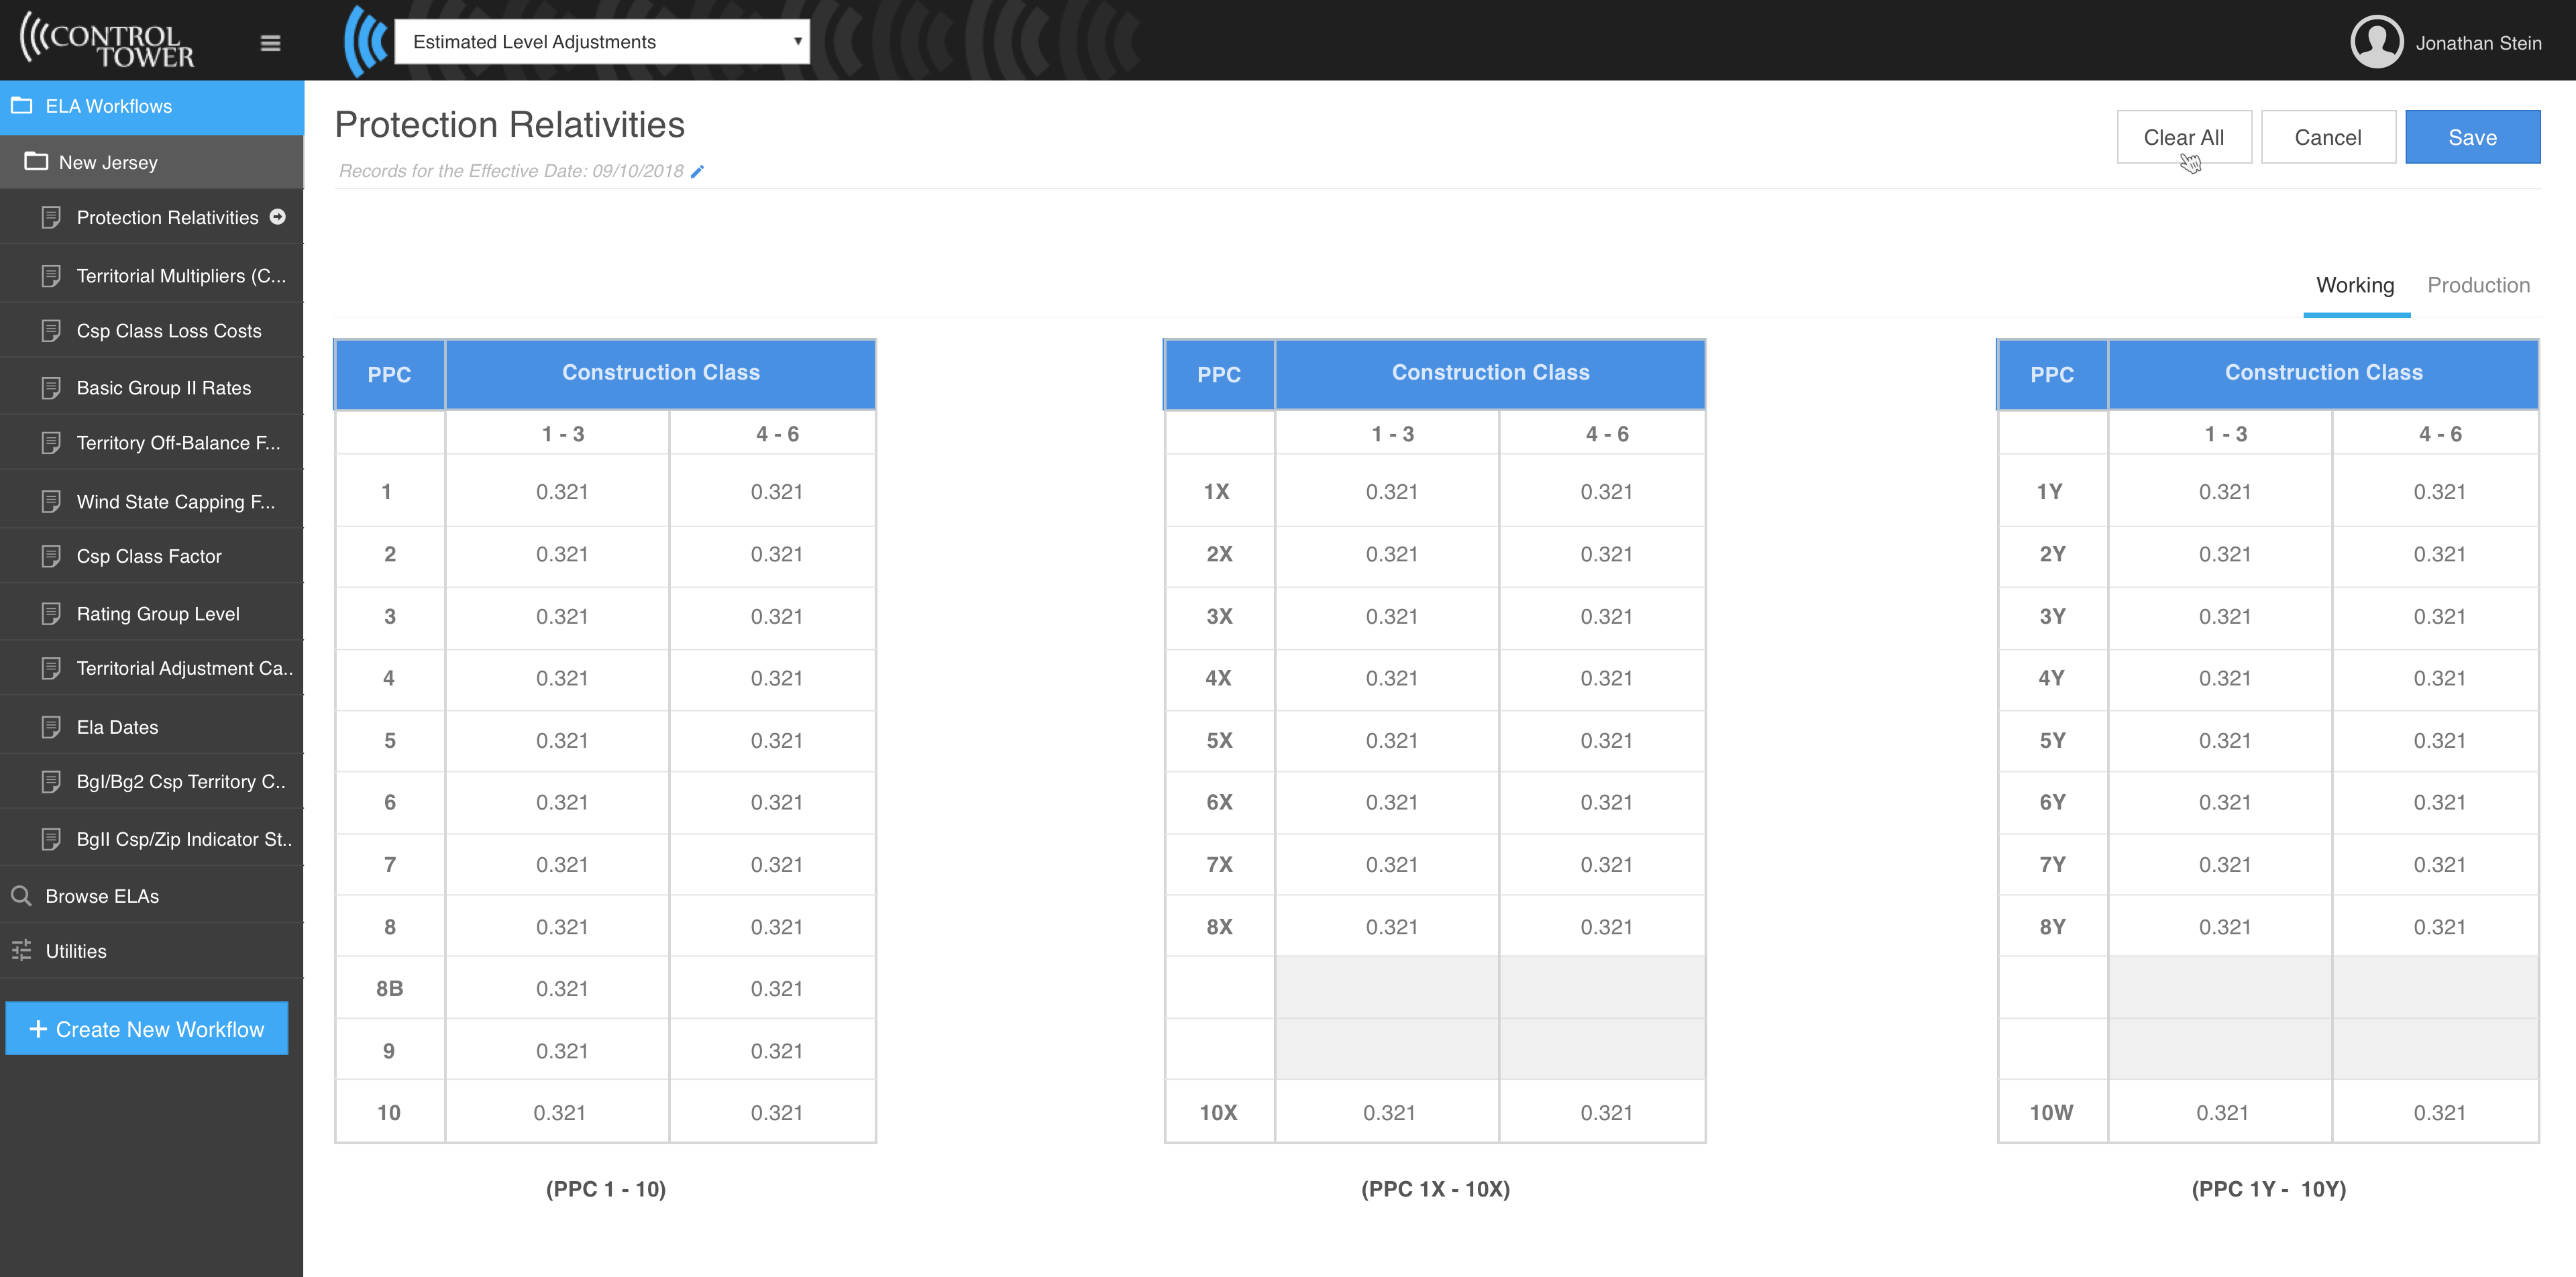 CONTROL
TOWER
Estimated Level Adjustments
Jonathan Stein
ELA Workflows
New Jersey
Protection Relativities
Territorial Multipliers (C...
Csp Class Loss Costs
Basic Group II Rates
Territory Off-Balance F...
Wind State Capping F...
Csp Class Factor
Rating Group Level
Territorial Adjustment Ca..
Ela Dates
BgI/Bg2 Csp Territory C..
BgII Csp/Zip Indicator St..
Browse ELAs
Utilities
+ Create New Workflow
Protection Relativities
Records for the Effective Date: 09/10/2018
Clear All Cancel Save
Working Production
PPC Construction Class
1 - 3 4 - 6
1 0.321 0.321
2 0.321 0.321
3 0.321 0.321
4 0.321 0.321
5 0.321 0.321
6 0.321 0.321
7 0.321 0.321
8 0.321 0.321
8B 0.321 0.321
9 0.321 0.321
10 0.321 0.321
(PPC 1 - 10)
PPC Construction Class
1 - 3 4 - 6
1X 0.321 0.321
2X 0.321 0.321
3X 0.321 0.321
4X 0.321 0.321
5X 0.321 0.321
6X 0.321 0.321
7X 0.321 0.321
8X 0.321 0.321
10X 0.321 0.321
(PPC 1X - 10X)
PPC Construction Class
1 - 3 4 - 6
1Y 0.321 0.321
2Y 0.321 0.321
3Y 0.321 0.321
4Y 0.321 0.321
5Y 0.321 0.321
6Y 0.321 0.321
7Y 0.321 0.321
8Y 0.321 0.321
10W 0.321 0.321
(PPC 1Y - 10Y)